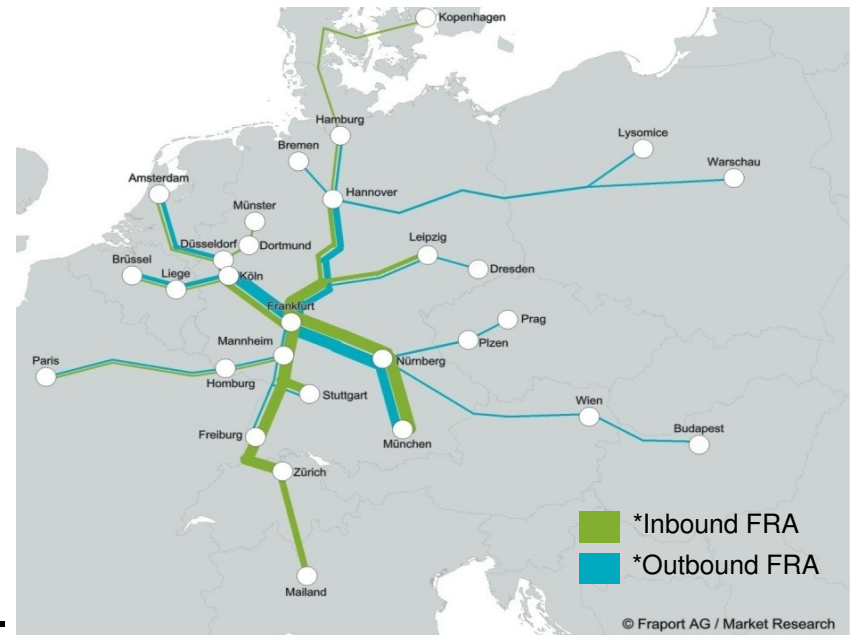 Kopenhagen
Hamburg
Bremen
Lysomice
Warschau
Amsterdam
Hannover
Münster
Düsseldorf
Dortmund
Leipzig
Brüssel
Liege
Köln
Dresden
Frankfurt
Prag
Mannheim
Plzen
Paris
Nürnberg
Homburg
Stuttgart
Wien
Freiburg
München
Budapest
Zürich
*Inbound FRA
*Outbound FRA
Mailand
© Fraport AG / Market Research